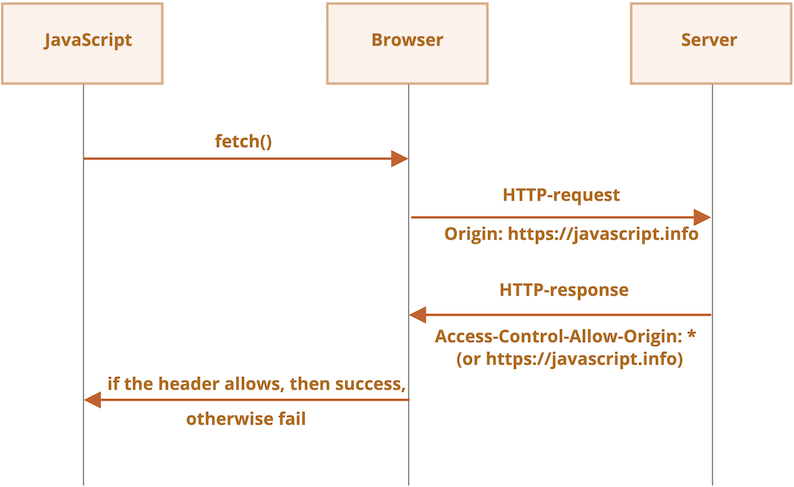 JavaScript
Browser
Server
fetch()
HTTP-request
Origin: https://javascript.info
HTTP-response
Access-Control-Allow-Origin: *
(or https://javascript.info)
if the header allows, then success,
otherwise fail